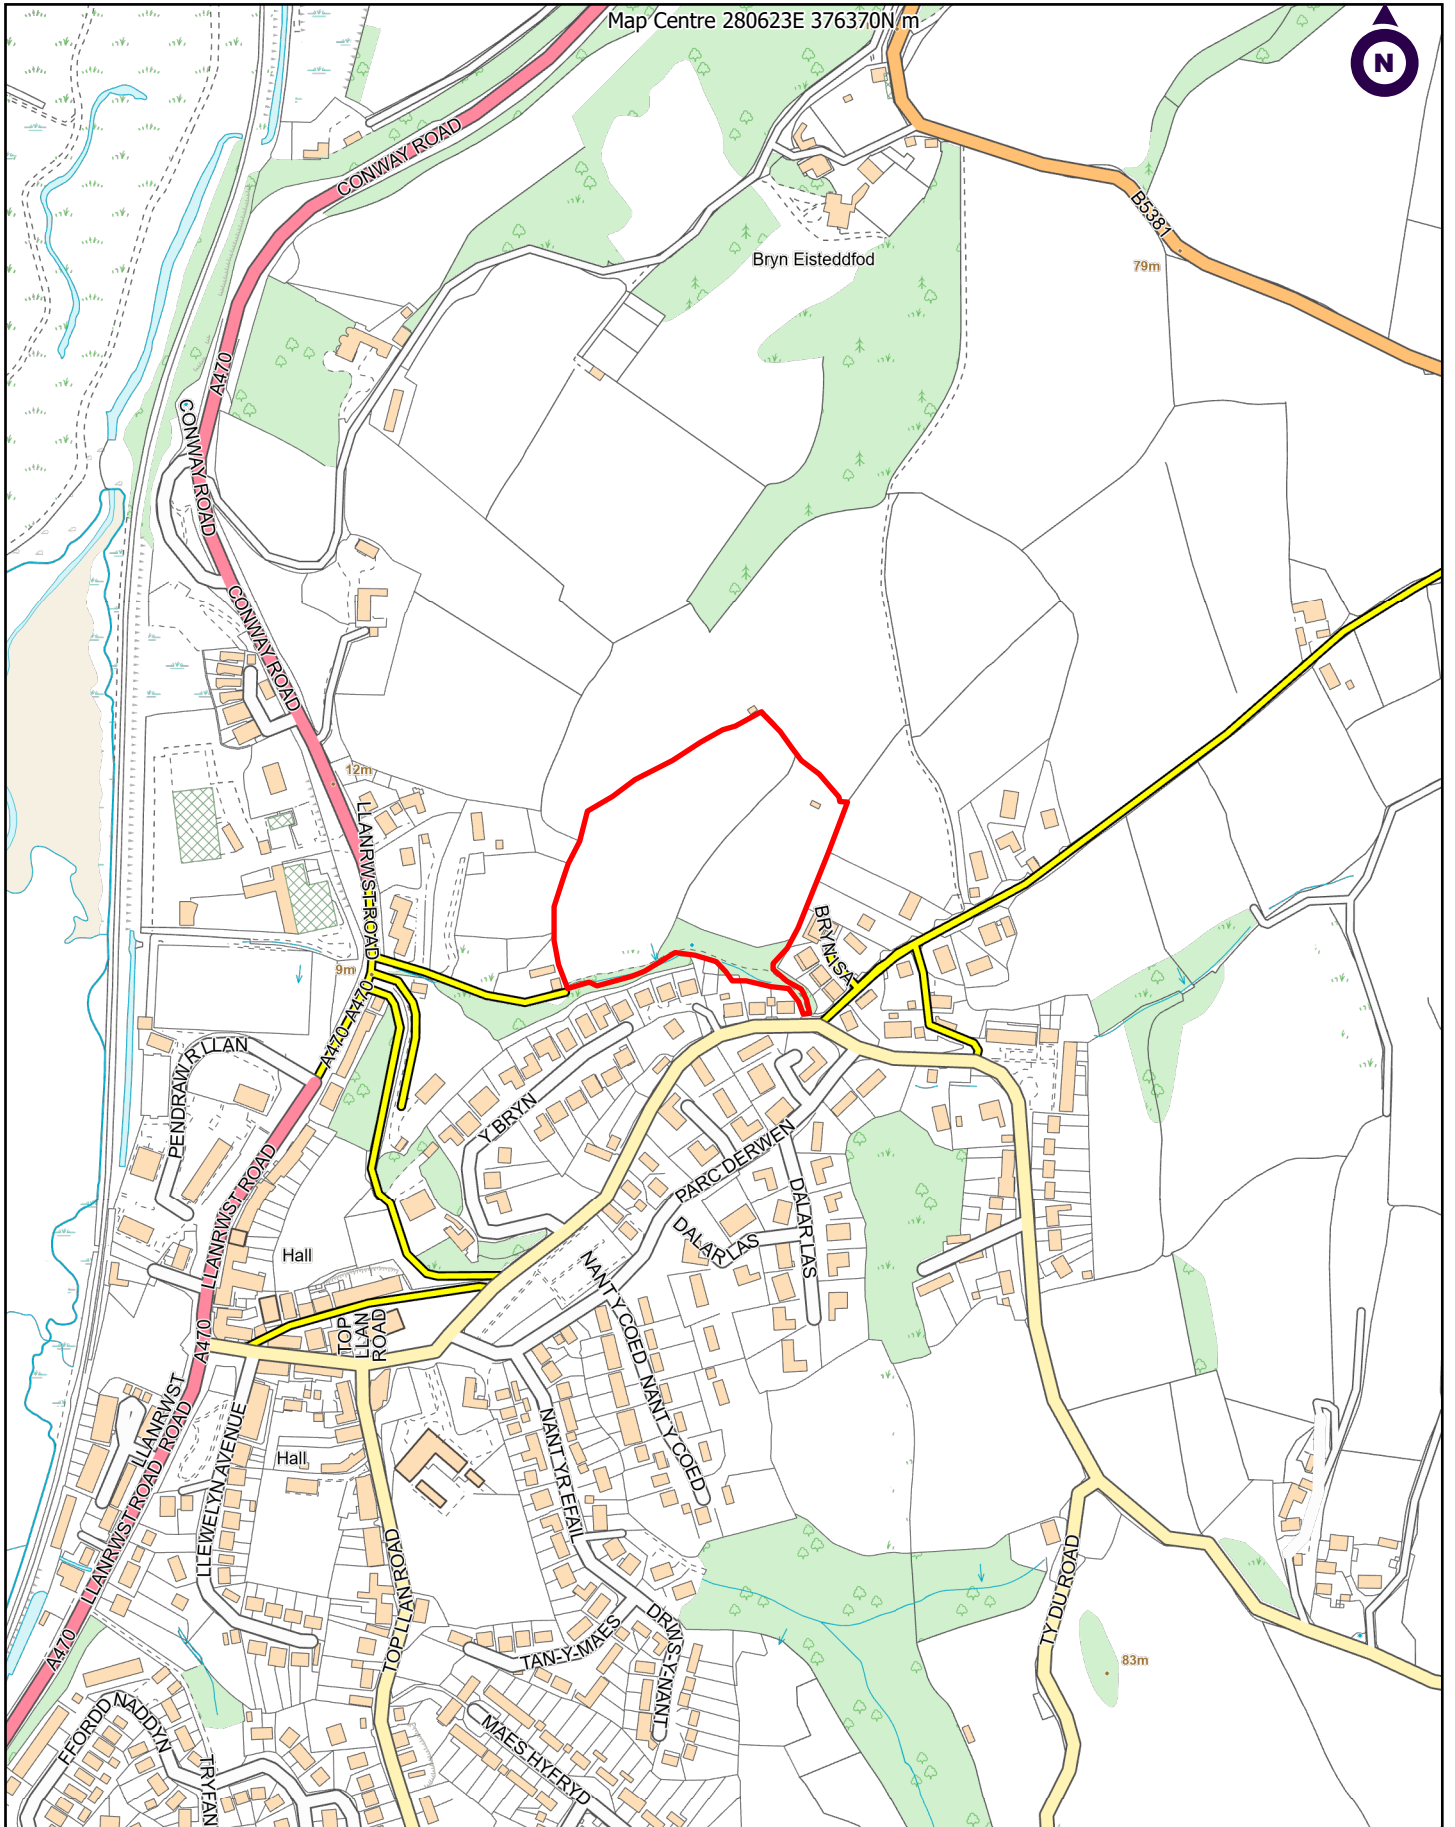 Map Centre 280623E 376370N m
N
CONWAY ROAD
B5381
Bryn Eisteddfod
79m
A470
CONWAY ROAD
CONWAY ROAD
12m
LLANRWST ROAD
BRYN ISA
9m
A470
A470
PENDRAW'R LLAN
Y BRYN
PARC DERWEN
LLANRWST ROAD
DALAR LAS
DALAR LAS
Hall
NANT Y COED
TOP
LLAN
ROAD
A470
NANT Y COED
LLANRWST
ROAD
LLEWELYN AVENUE
Hall
NANT YR EFAIL
LLANRWST ROAD
TOP LLAN ROAD
TY DU ROAD
DRWS-Y-NANT
TAN-Y-MAES
A470
83m
FFORDD NADDYN
MAES HYFRYD
TRYFAN